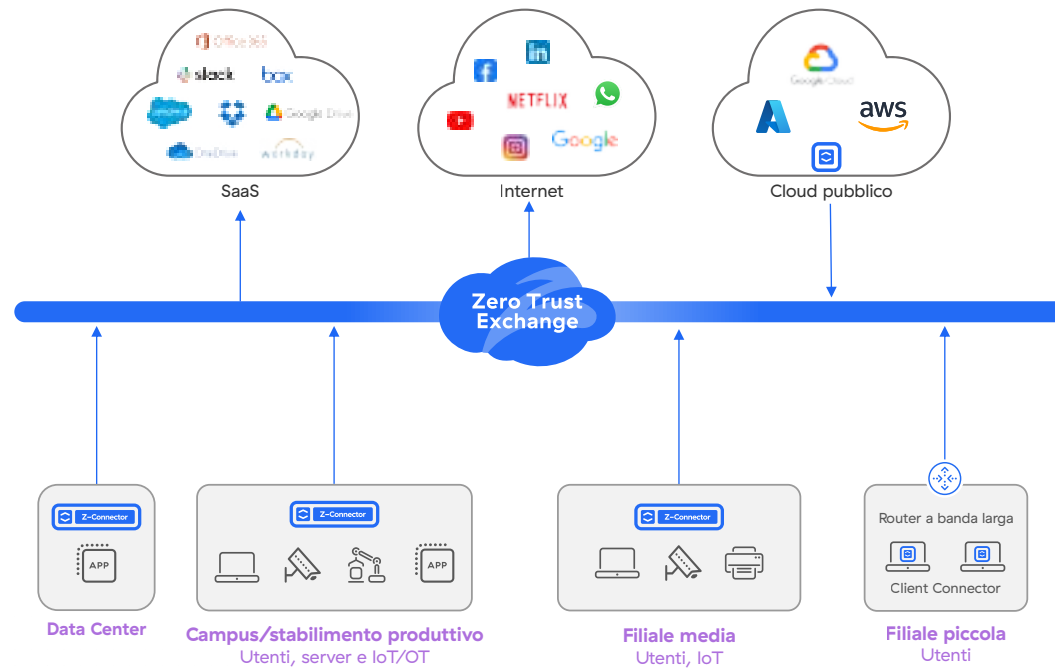 Office 365
slack
box
Google Drive
OneDrive
workday
SaaS
in
NETFLIX
Google
Internet
Google Cloud
aws
Cloud pubblico
Zero Trust
Exchange
Z-Connector
APP
Data Center
Z-Connector
APP
Campus/stabilimento produttivo
Utenti, server e IoT/OT
Z-Connector
Filiale media
Utenti, IoT
Router a banda larga
Client Connector
Filiale piccola
Utenti